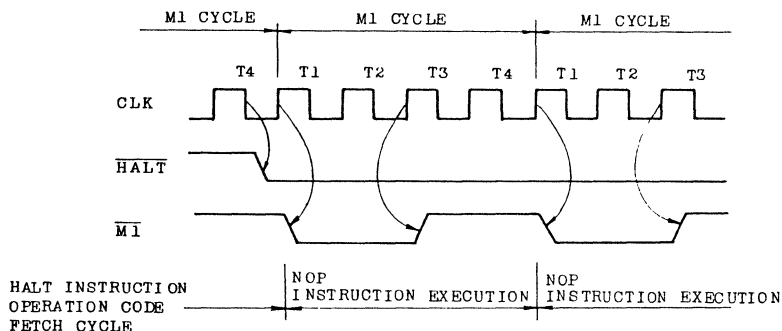 M1 CYCLE M1 CYCLE M1 CYCLE
T4 T1 T2 T3 T4 T1 T2 T3
CLK
HALT
M1
HALT INSTRUCTION
OPERATION CODE
FETCH CYCLE
NOP
INSTRUCTION EXECUTION
NOP
INSTRUCTION EXECUTION